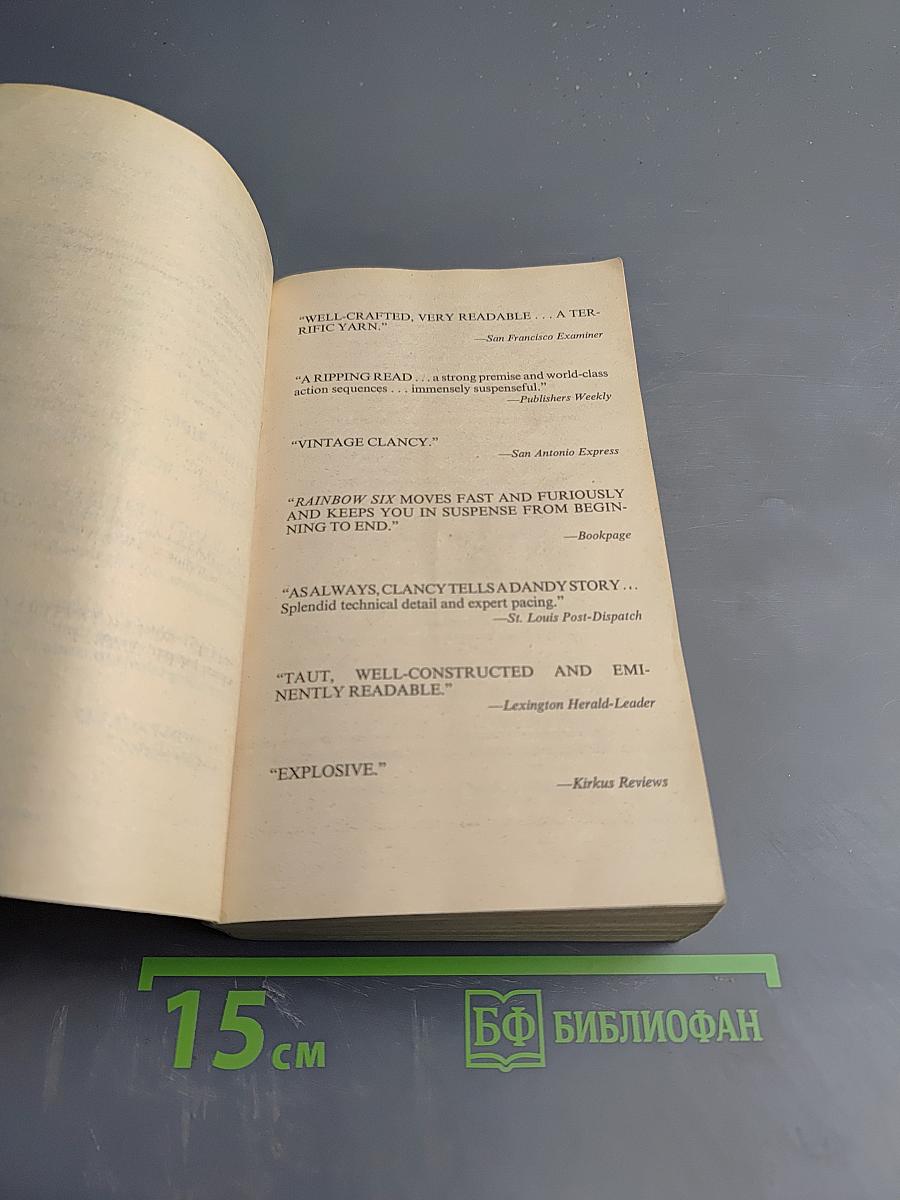 “WELL-CRAFTED, VERY READABLE . . . A TER-
RIFIC YARN.”
—San Francisco Examiner
“A RIPPING READ . . . a strong premise and world-class
action sequences . . . immensely suspenseful.”
—Publishers Weekly
“VINTAGE CLANCY.”
—San Antonio Express
“RAINBOW SIX MOVES FAST AND FURIOUSLY
AND KEEPS YOU IN SUSPENSE FROM BEGIN-
NING TO END.”
—Bookpage
“AS ALWAYS, CLANCY TELLS A DANDY STORY . . .
Splendid technical detail and expert pacing.”
—St. Louis Post-Dispatch
“TAUT, WELL-CONSTRUCTED AND EMI-
NENTLY READABLE.”
—Lexington Herald-Leader
“EXPLOSIVE.”
—Kirkus Reviews
15 см
БФ БИБЛИОФАН